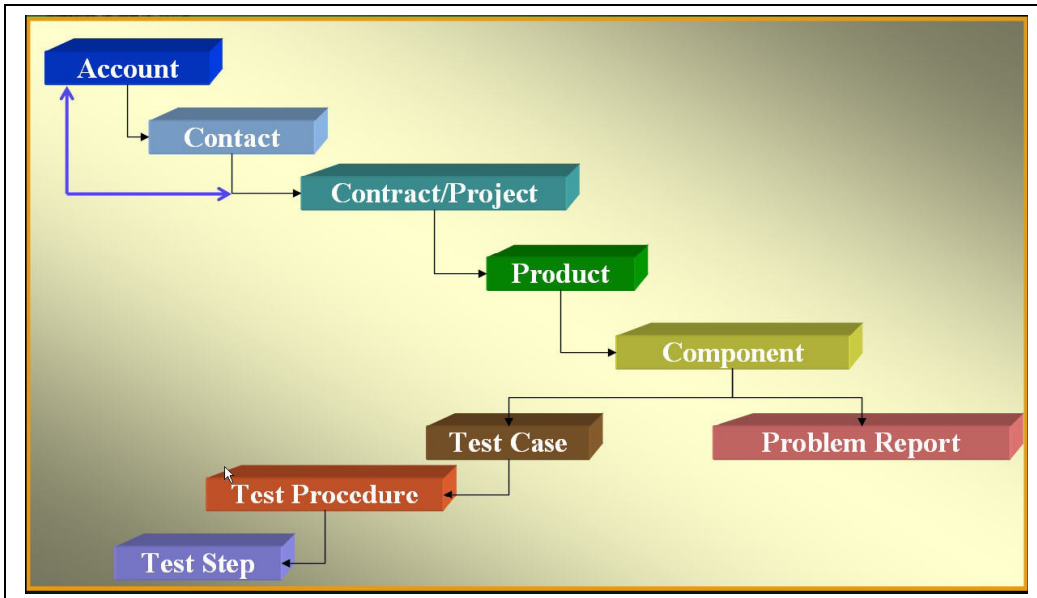 Account
Contact
Contract/Project
Product
Component
Test Case
Problem Report
Test Procedure
Test Step